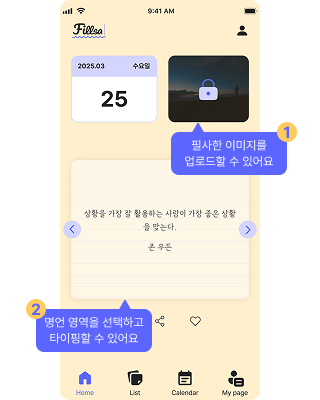 9:41 AM
Fillsa
2025.03 수요일
25
1
필사한 이미지를
업로드할 수 있어요
상황을 가장 잘 활용하는 사람이 가장 좋은 상황
을 맞는다.
존 우든
2
명언 영역을 선택하고
타이핑할 수 있어요
Home List Calendar My page